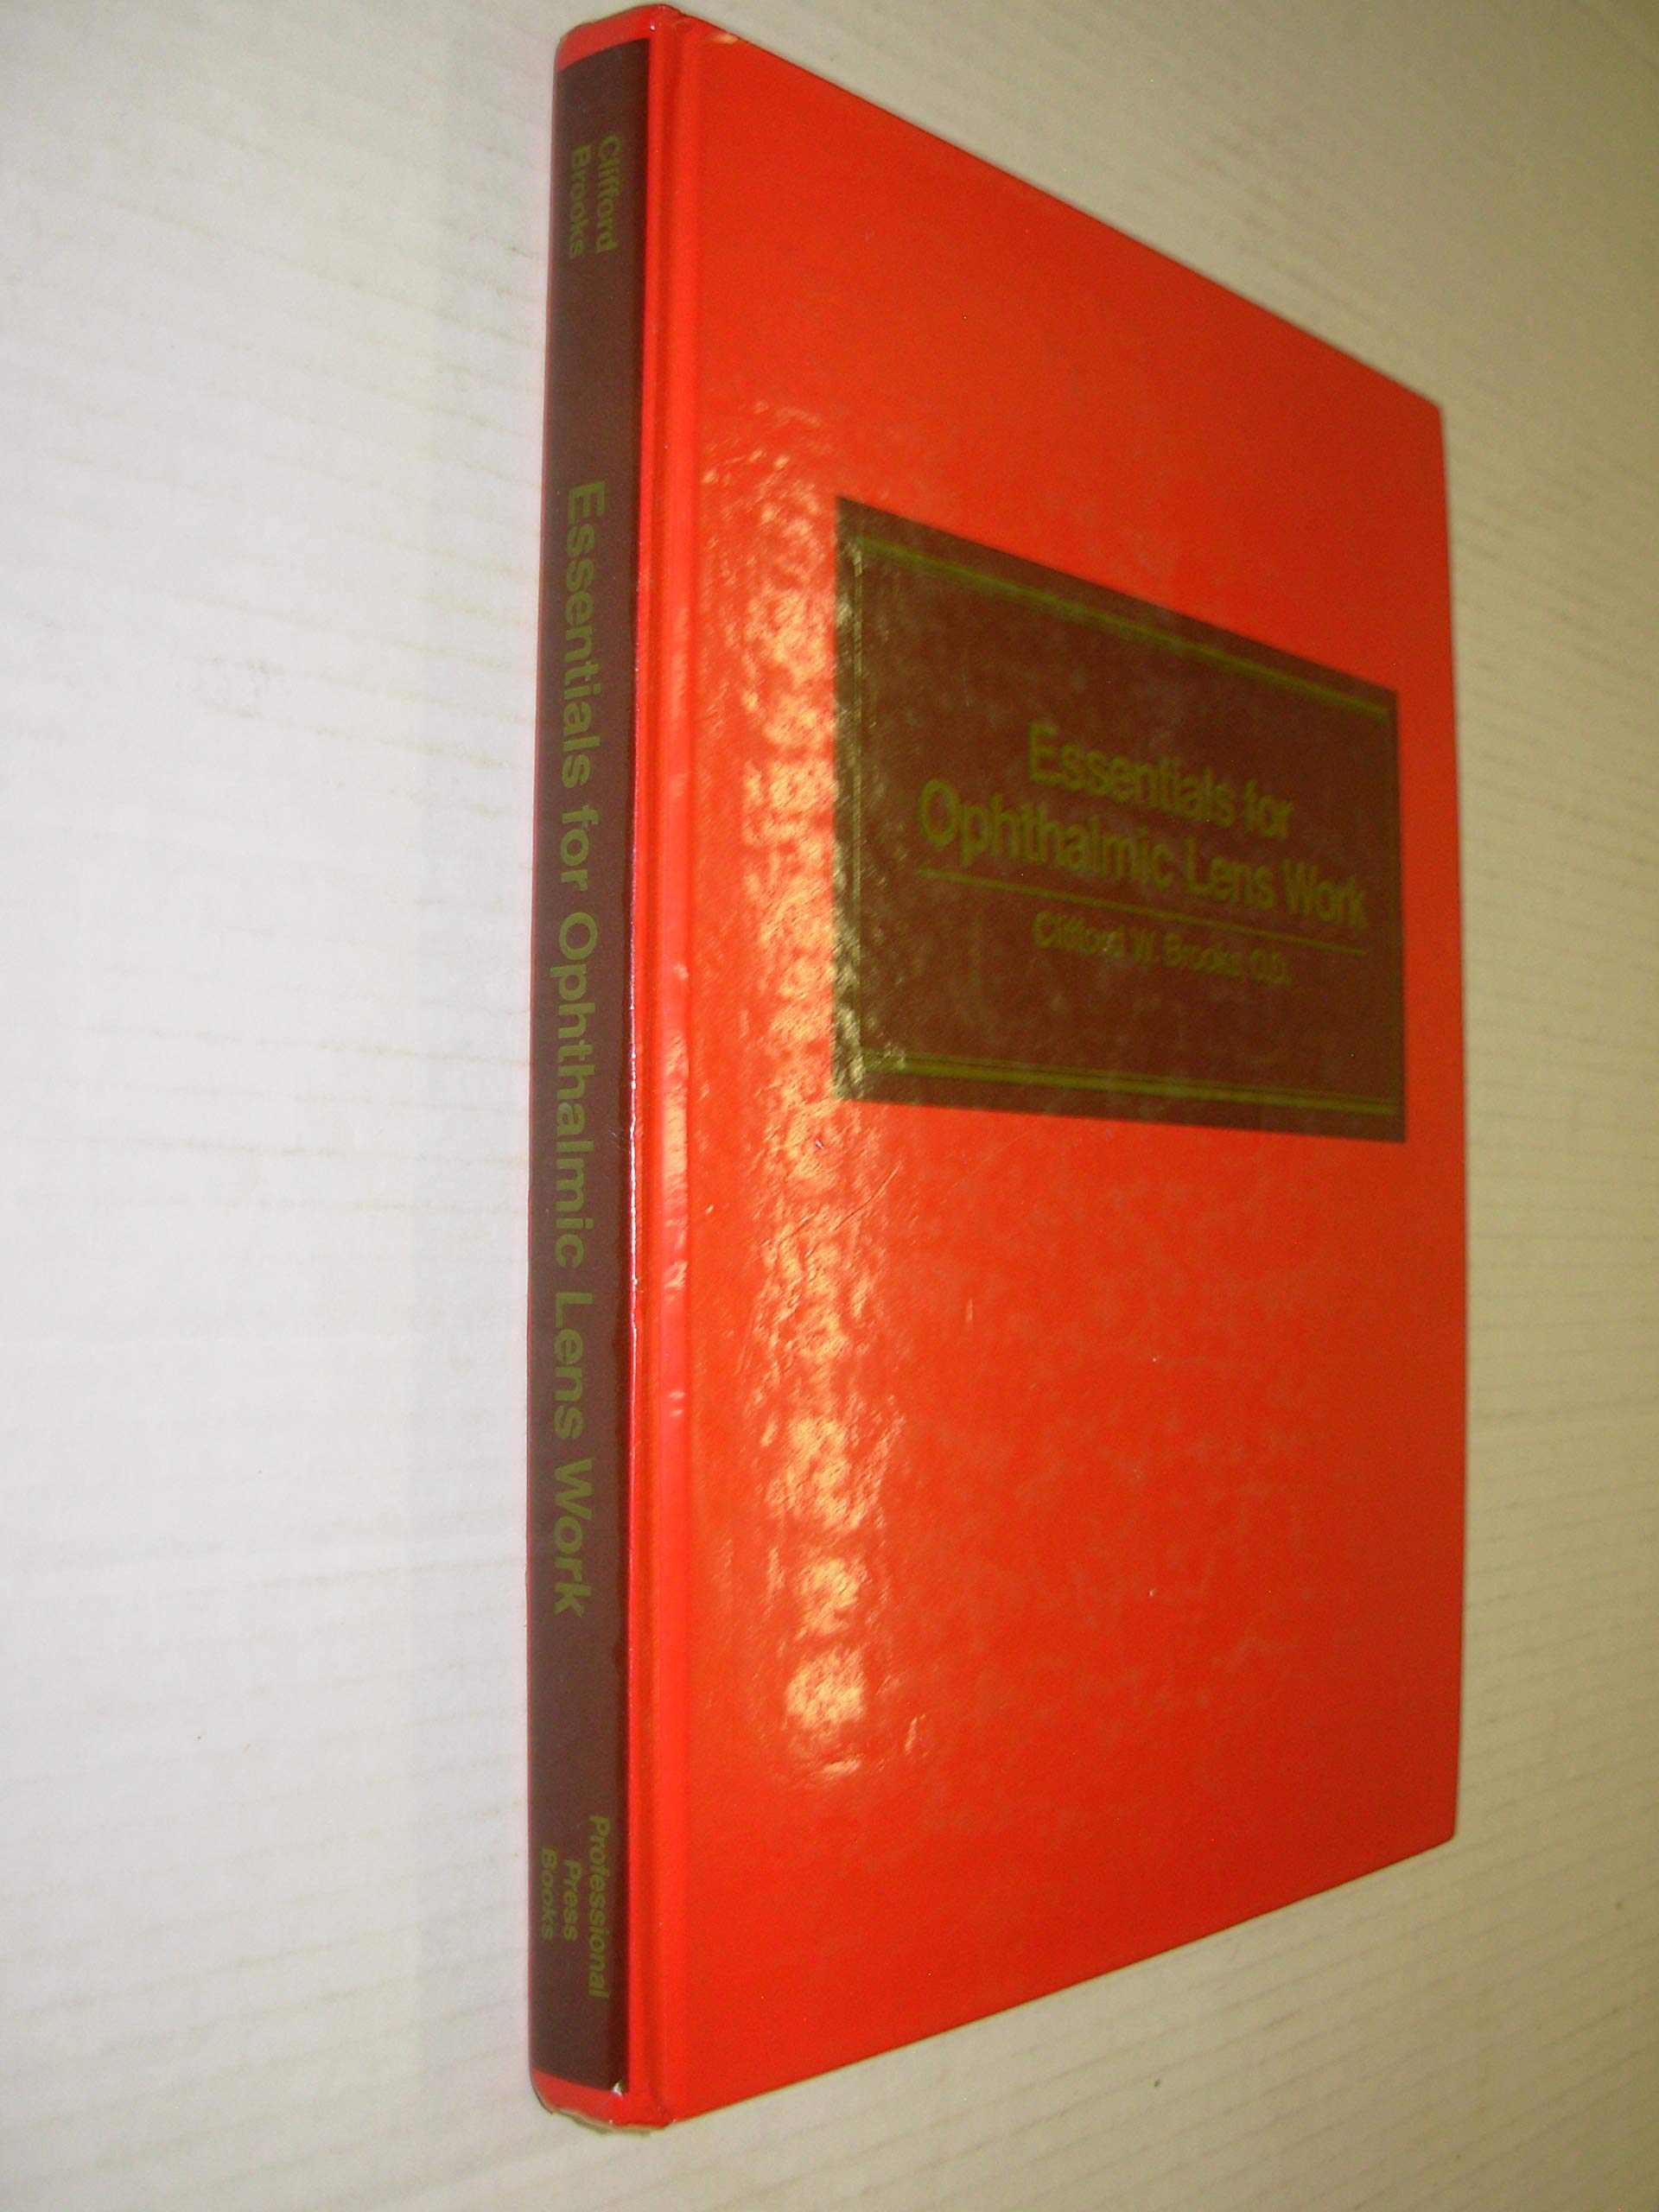 Clifford
Brooks
Essentials for Ophthalmic Lens Work
Professional
Press
Books
Essentials for
Ophthalmic Lens Work
Clifford W. Brooks, O.D.